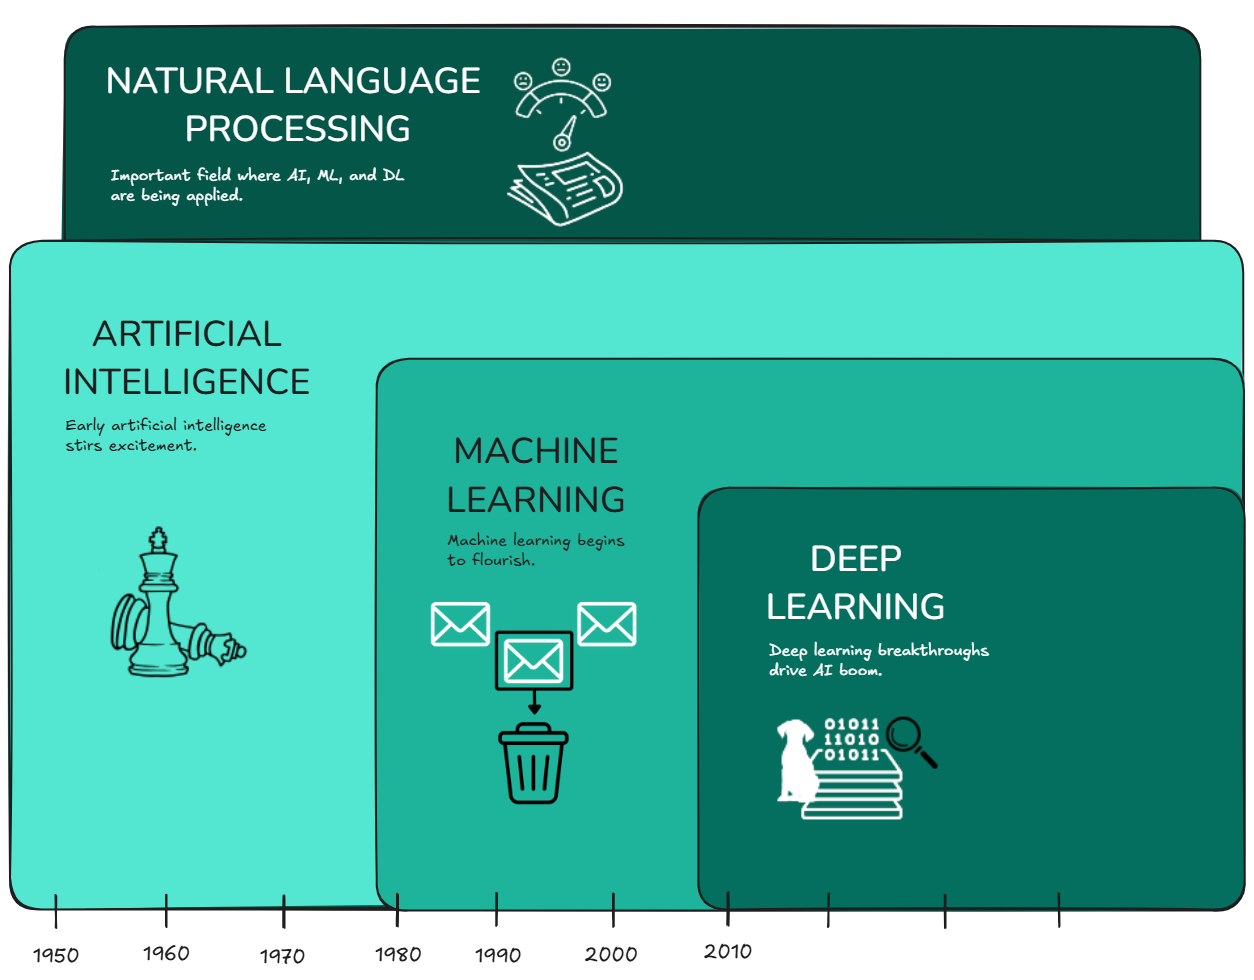 NATURAL LANGUAGE
PROCESSING
Important field where AI, ML, and DL
are being applied.
ARTIFICIAL
INTELLIGENCE
Early artificial intelligence
stirs excitement.
MACHINE
LEARNING
Machine learning begins
to flourish.
DEEP
LEARNING
Deep learning breakthroughs
drive AI boom.
01011
11010
01011
1950 1960 1970 1980 1990 2000 2010